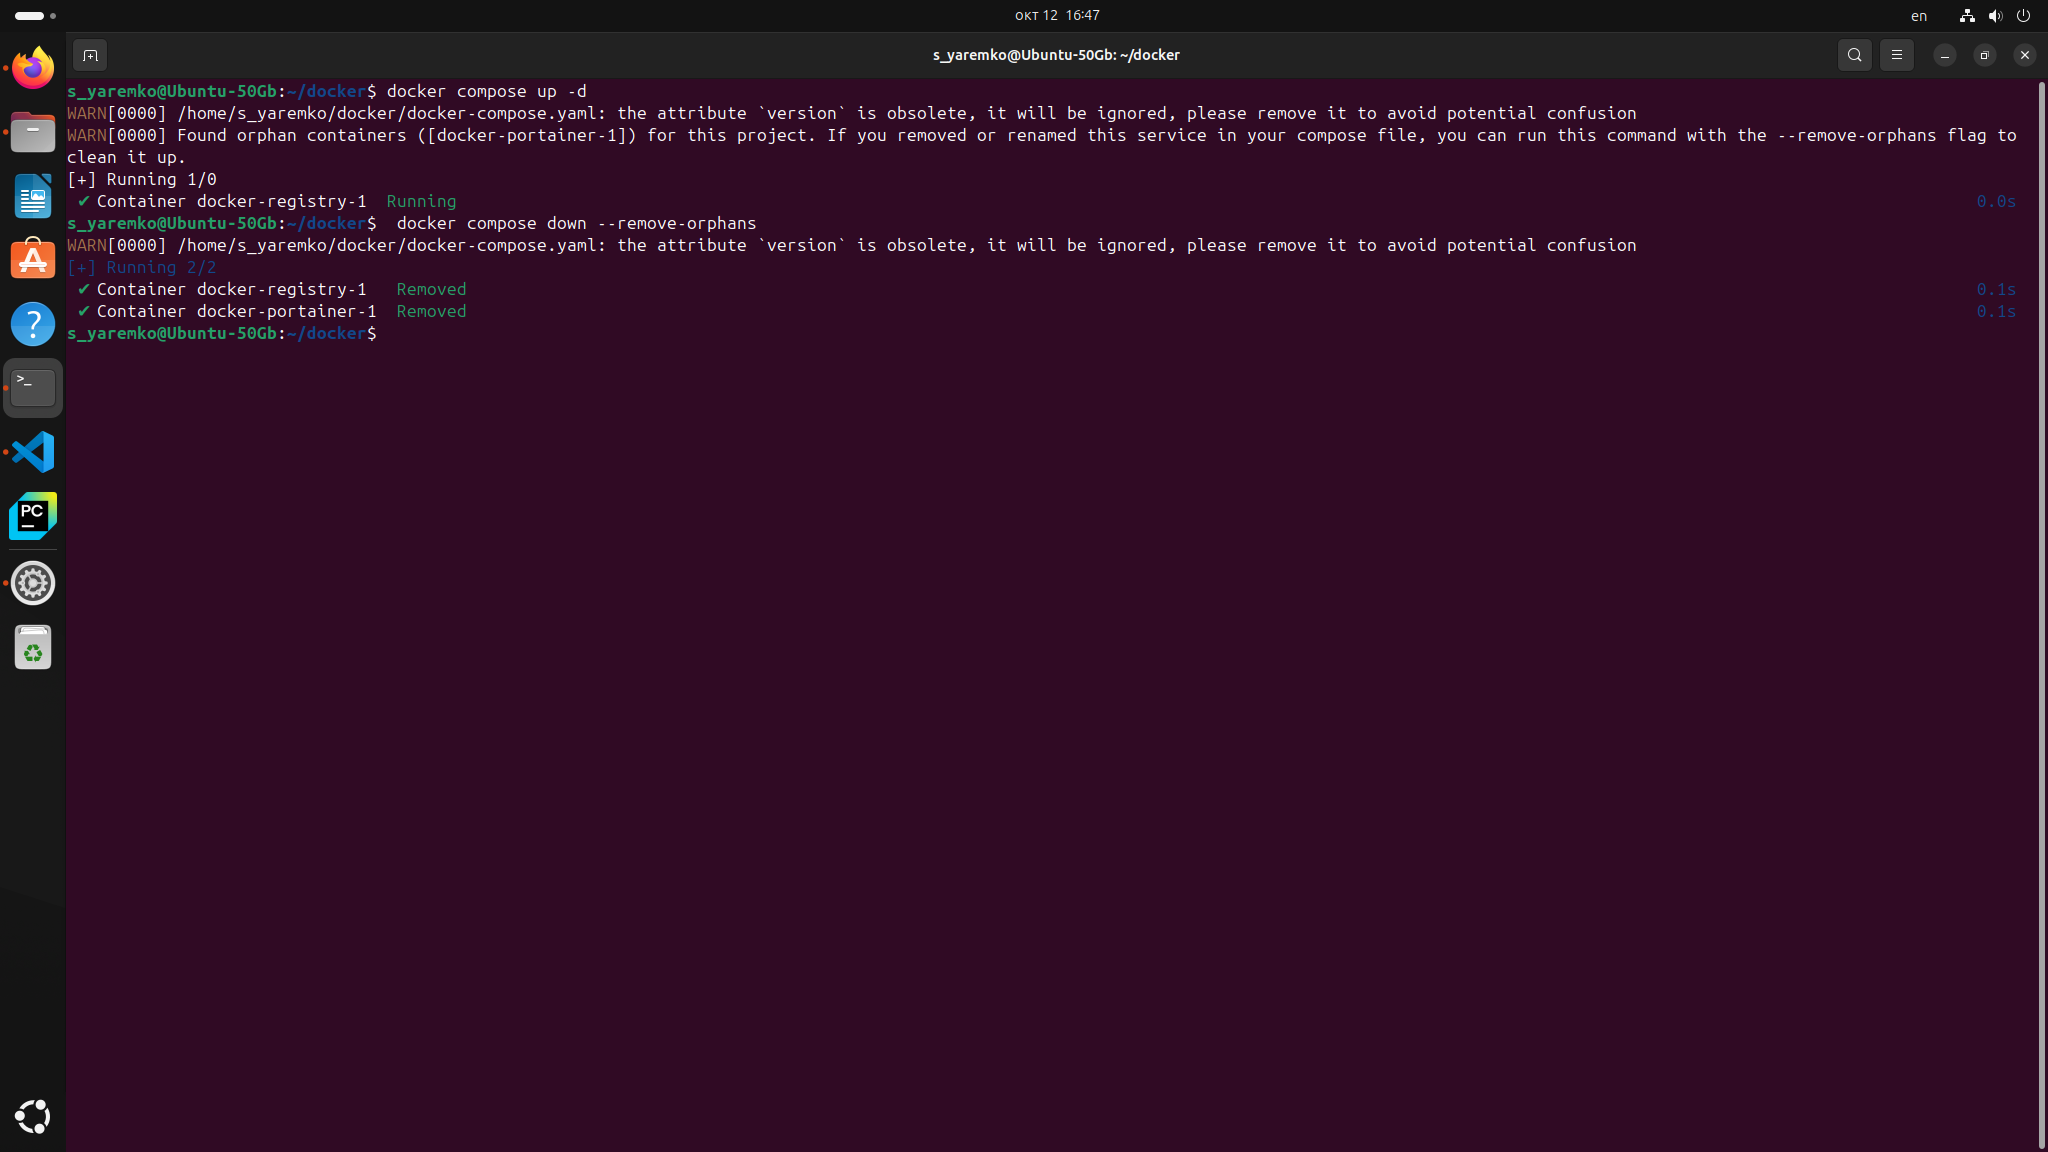 окт 12 16:47
en
s_yaremko@Ubuntu-50Gb: ~/docker
s_yaremko@Ubuntu-50Gb:~/docker$ docker compose up -d
WARN[0000] /home/s_yaremko/docker/docker-compose.yaml: the attribute `version` is obsolete, it will be ignored, please remove it to avoid potential confusion
WARN[0000] Found orphan containers ([docker-portainer-1]) for this project. If you removed or renamed this service in your compose file, you can run this command with the --remove-orphans flag to
clean it up.
[+] Running 1/0
✔ Container docker-registry-1  Running 0.0s
s_yaremko@Ubuntu-50Gb:~/docker$  docker compose down --remove-orphans
WARN[0000] /home/s_yaremko/docker/docker-compose.yaml: the attribute `version` is obsolete, it will be ignored, please remove it to avoid potential confusion
[+] Running 2/2
✔ Container docker-registry-1   Removed 0.1s
✔ Container docker-portainer-1  Removed 0.1s
s_yaremko@Ubuntu-50Gb:~/docker$
>_
PC